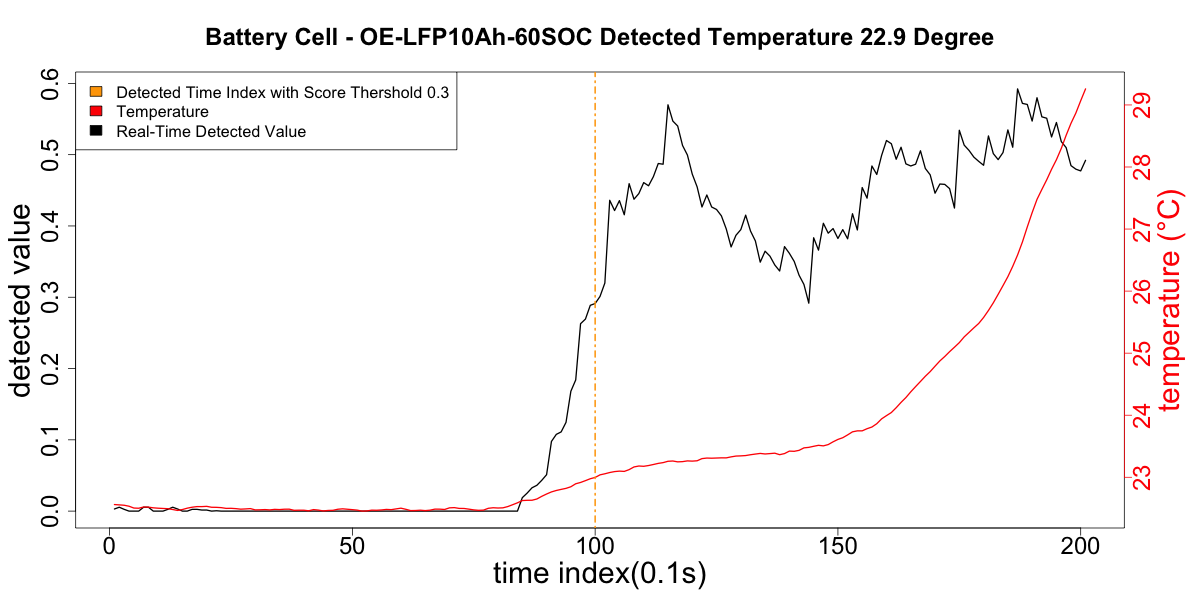 Battery Cell - OE-LFP10Ah-60SOC Detected Temperature 22.9 Degree
Detected Time Index with Score Thershold 0.3
Temperature
Real-Time Detected Value
detected value
0.6
0.5
0.4
0.3
0.2
0.1
0.0
29
28
27
26
25
24
23
temperature (°C)
0 50 100 150 200
time index(0.1s)